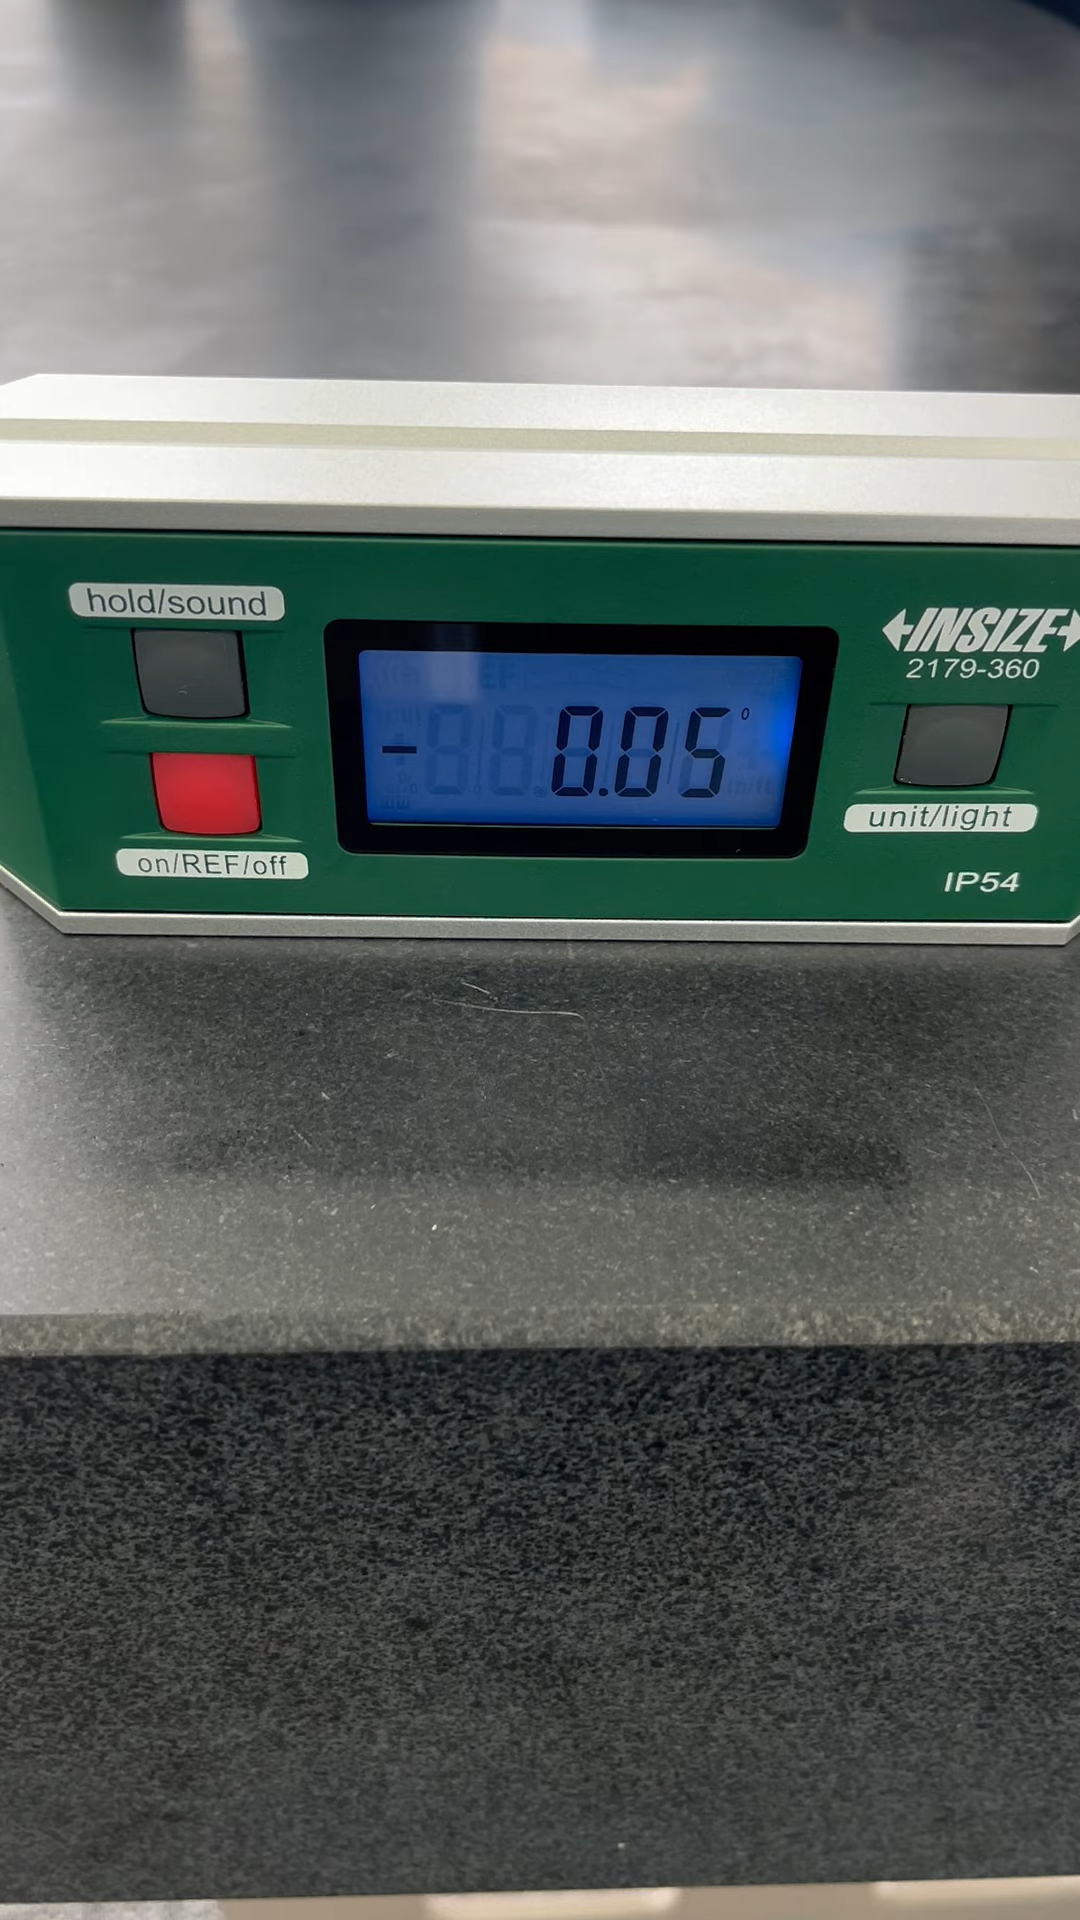 hold/sound
INSIZE
2179-360
- 0.05°
on/REF/off
unit/light
IP54